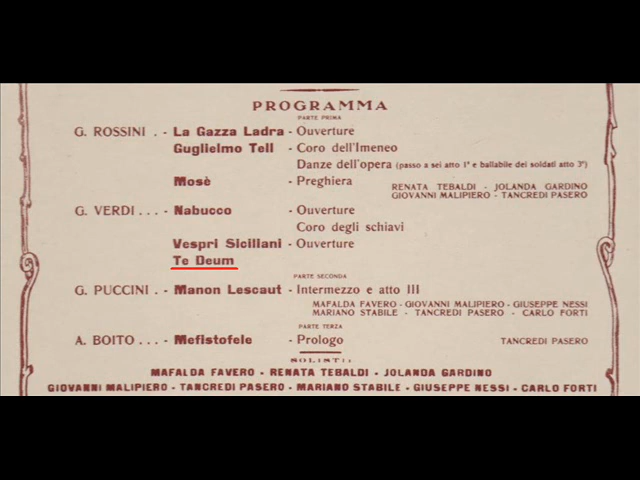 PROGRAMMA
PARTE PRIMA
G. ROSSINI . - La Gazza Ladra - Ouverture
Guglielmo Tell - Coro dell'Imeneo
Danze dell'opera (passo a sei atto 1° e ballabile dei soldati atto 3°)
Mosè - Preghiera
RENATA TEBALDI - JOLANDA GARDINO
GIOVANNI MALIPIERO - TANCREDI PASERO
G. VERDI . . . - Nabucco - Ouverture
Coro degli schiavi
Vespri Siciliani - Ouverture
Te Deum
PARTE SECONDA
G. PUCCINI . - Manon Lescaut - Intermezzo e atto III
MAFALDA FAVERO - GIOVANNI MALIPIERO - GIUSEPPE NESSI
MARIANO STABILE - TANCREDI PASERO - CARLO FORTI
PARTE TERZA
A. BOITO . . . - Mefistofele - Prologo TANCREDI PASERO
SOLISTI:
MAFALDA FAVERO - RENATA TEBALDI - JOLANDA GARDINO
GIOVANNI MALIPIERO - TANCREDI PASERO - MARIANO STABILE - GIUSEPPE NESSI - CARLO FORTI